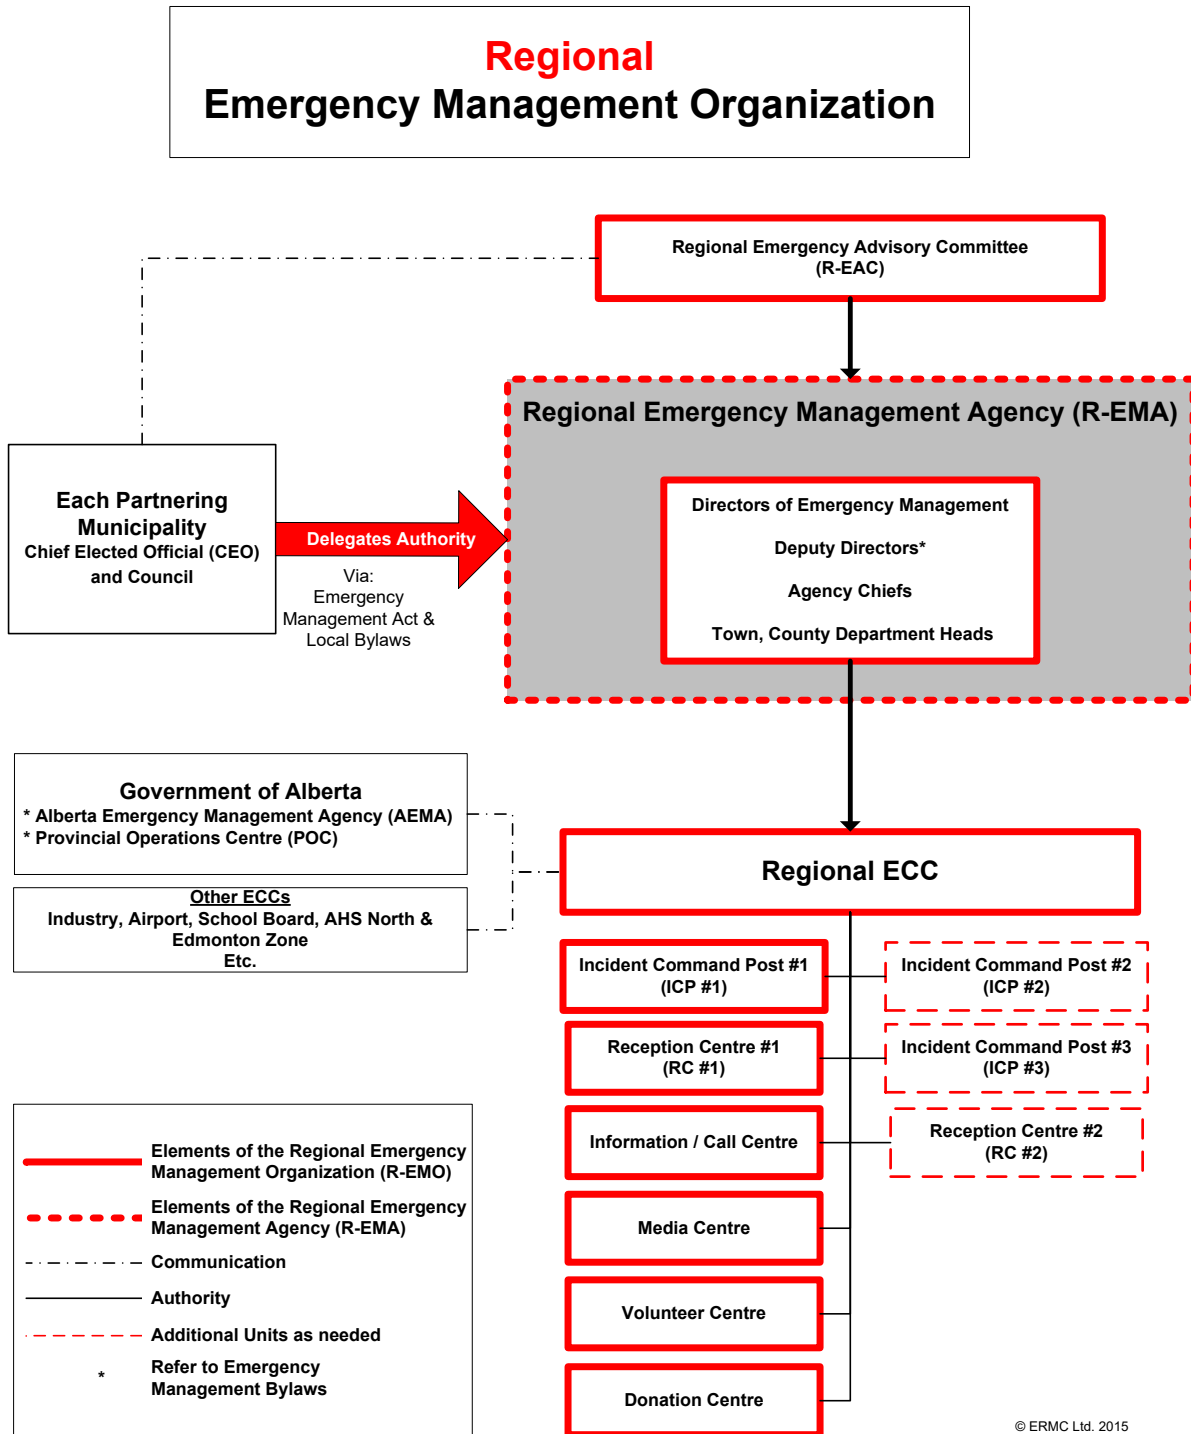 Regional
Emergency Management Organization
Regional Emergency Advisory Committee
(R-EAC)
Regional Emergency Management Agency (R-EMA)
Each Partnering
Municipality
Chief Elected Official (CEO)
and Council
Delegates Authority
Via:
Emergency
Management Act &
Local Bylaws
Directors of Emergency Management
Deputy Directors*
Agency Chiefs
Town, County Department Heads
Government of Alberta
* Alberta Emergency Management Agency (AEMA)
* Provincial Operations Centre (POC)
Other ECCs
Industry, Airport, School Board, AHS North &
Edmonton Zone
Etc.
Regional ECC
Incident Command Post #1
(ICP #1)
Incident Command Post #2
(ICP #2)
Reception Centre #1
(RC #1)
Incident Command Post #3
(ICP #3)
Information / Call Centre
Reception Centre #2
(RC #2)
Media Centre
Volunteer Centre
Donation Centre
Elements of the Regional Emergency
Management Organization (R-EMO)
Elements of the Regional Emergency
Management Agency (R-EMA)
Communication
Authority
Additional Units as needed
* Refer to Emergency
Management Bylaws
© ERMC Ltd. 2015